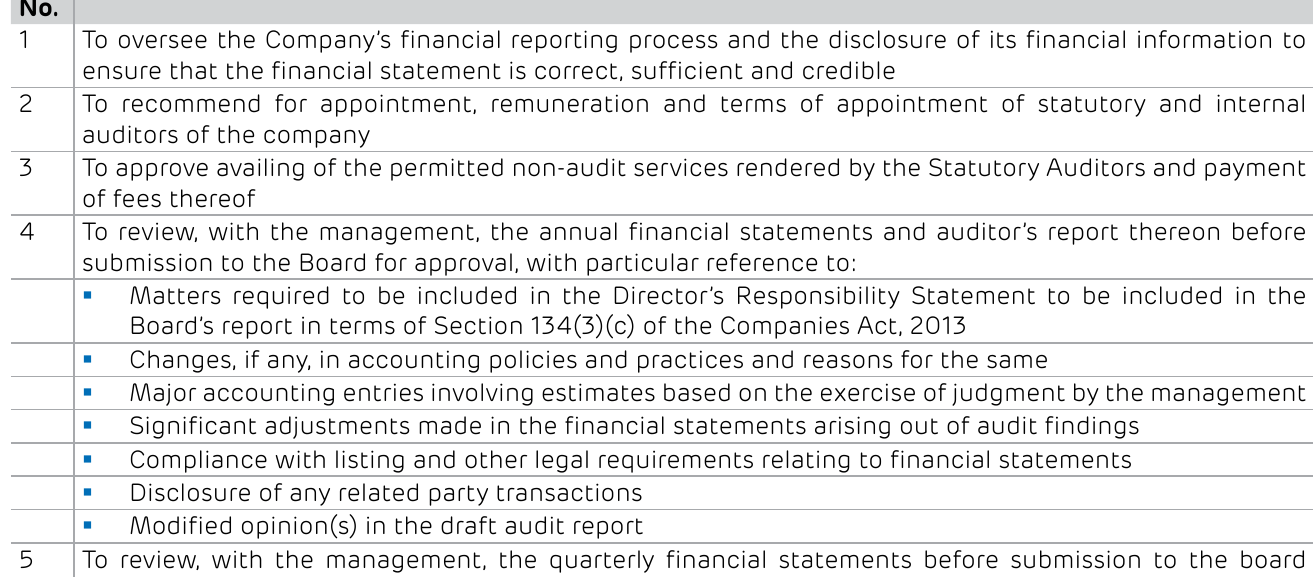 No.
1 To oversee the Company's financial reporting process and the disclosure of its financial information to
ensure that the financial statement is correct, sufficient and credible
2 To recommend for appointment, remuneration and terms of appointment of statutory and internal
auditors of the company
3 To approve availing of the permitted non-audit services rendered by the Statutory Auditors and payment
of fees thereof
4 To review, with the management, the annual financial statements and auditor's report thereon before
submission to the Board for approval, with particular reference to:
▪ Matters required to be included in the Director's Responsibility Statement to be included in the
Board's report in terms of Section 134(3)(c) of the Companies Act, 2013
▪ Changes, if any, in accounting policies and practices and reasons for the same
▪ Major accounting entries involving estimates based on the exercise of judgment by the management
▪ Significant adjustments made in the financial statements arising out of audit findings
▪ Compliance with listing and other legal requirements relating to financial statements
▪ Disclosure of any related party transactions
▪ Modified opinion(s) in the draft audit report
5 To review, with the management, the quarterly financial statements before submission to the board